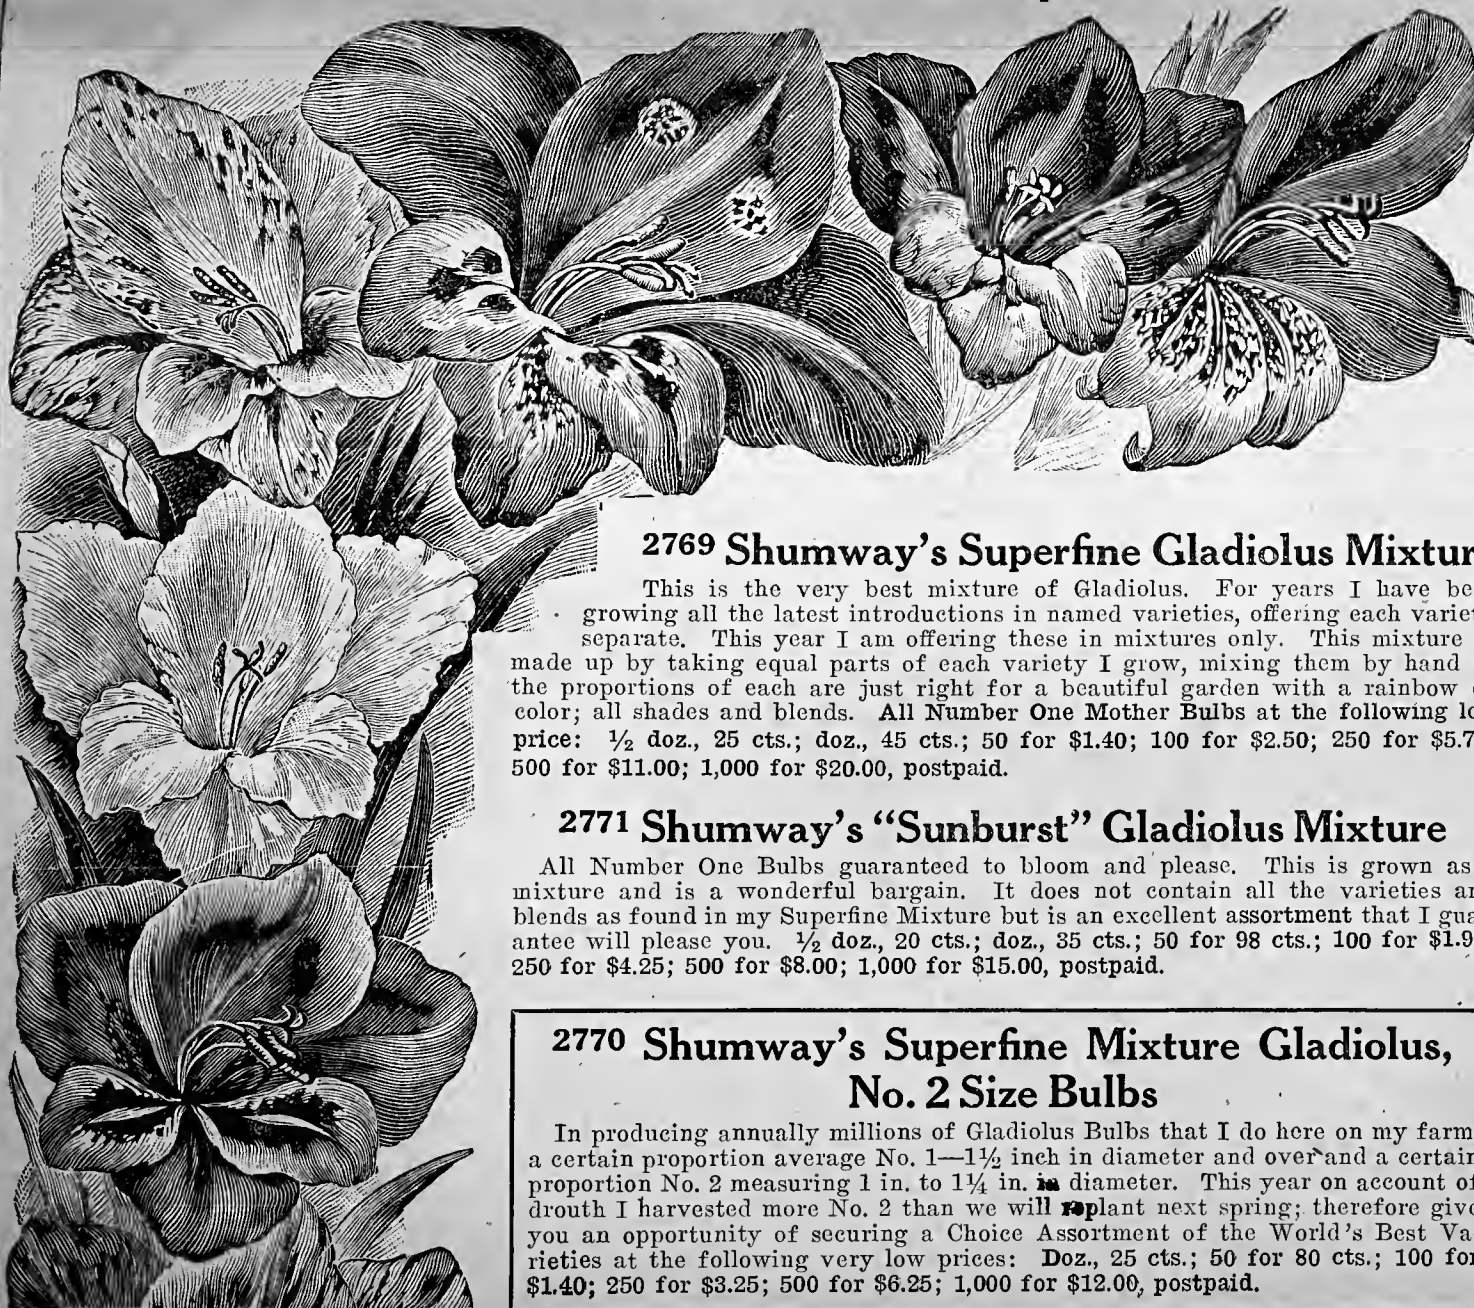 2769 Shumway's Superfine Gladiolus Mixtur
This is the very best mixture of Gladiolus. For years I have be
growing all the latest introductions in named varieties, offering each varie
separate. This year I am offering these in mixtures only. This mixture
made up by taking equal parts of each variety I grow, mixing them by hand
the proportions of each are just right for a beautiful garden with a rainbow
color; all shades and blends. All Number One Mother Bulbs at the following lo
price: ½ doz., 25 cts.; doz., 45 cts.; 50 for $1.40; 100 for $2.50; 250 for $5.7
500 for $11.00; 1,000 for $20.00, postpaid.
2771 Shumway's "Sunburst" Gladiolus Mixture
All Number One Bulbs guaranteed to bloom and please. This is grown as
mixture and is a wonderful bargain. It does not contain all the varieties an
blends as found in my Superfine Mixture but is an excellent assortment that I gua
antee will please you. ½ doz., 20 cts.; doz., 35 cts.; 50 for 98 cts.; 100 for $1.9
250 for $4.25; 500 for $8.00; 1,000 for $15.00, postpaid.
2770 Shumway's Superfine Mixture Gladiolus,
No. 2 Size Bulbs
In producing annually millions of Gladiolus Bulbs that I do here on my farm
a certain proportion average No. 1—1½ inch in diameter and over and a certain
proportion No. 2 measuring 1 in. to 1¼ in. in diameter. This year on account of
drouth I harvested more No. 2 than we will replant next spring; therefore give
you an opportunity of securing a Choice Assortment of the World's Best Va
rieties at the following very low prices: Doz., 25 cts.; 50 for 80 cts.; 100 for
$1.40; 250 for $3.25; 500 for $6.25; 1,000 for $12.00, postpaid.